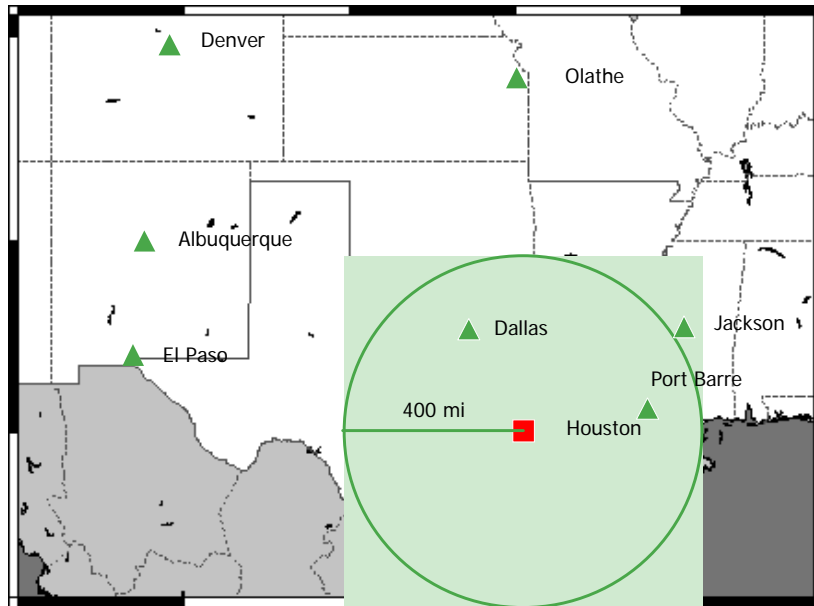 Denver
Olathe
Albuquerque
Dallas
Jackson
El Paso
Port Barre
400 mi
Houston